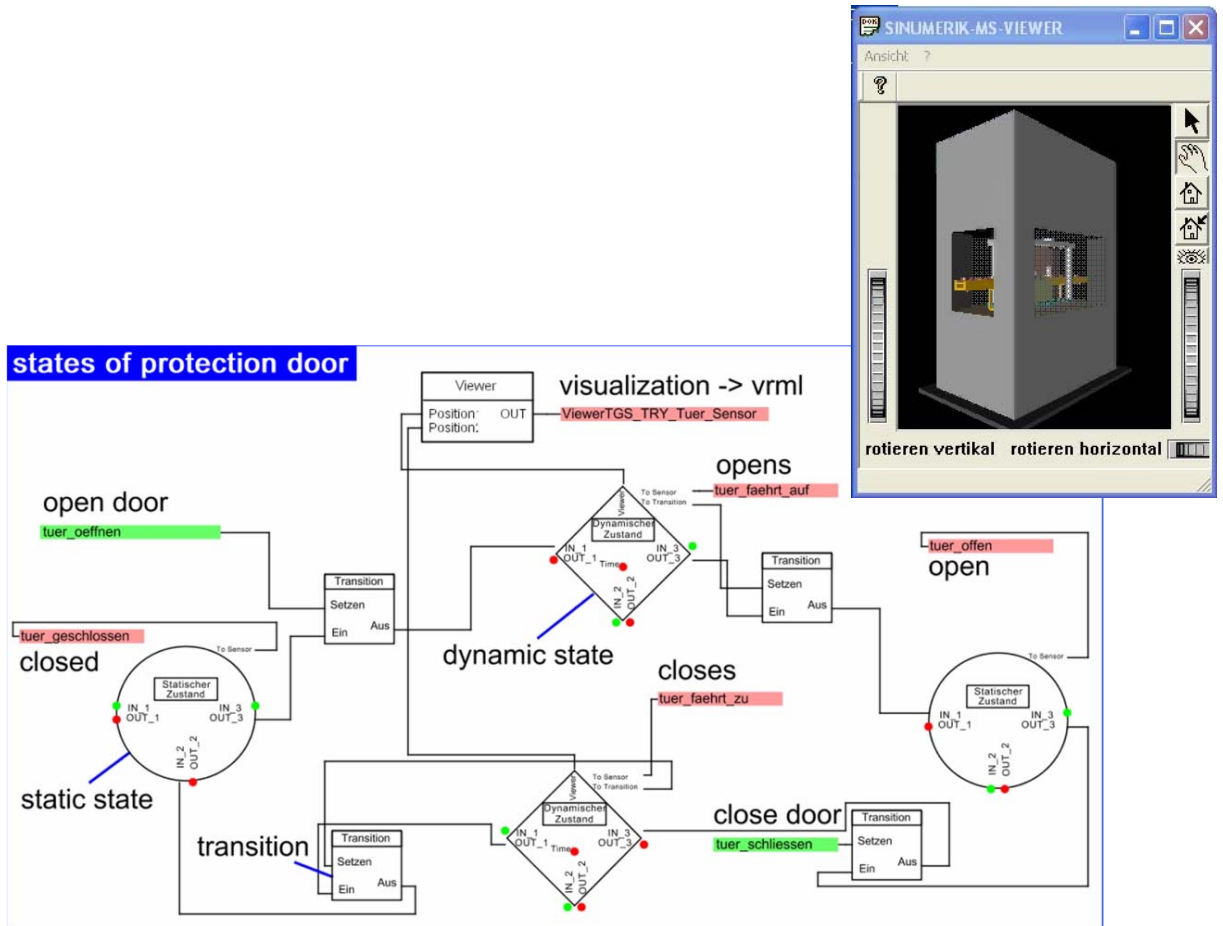 SINUMERIK-MS-VIEWER
Ansicht ?
rotieren vertikal rotieren horizontal
states of protection door
Viewer
Position:
Position:
OUT
visualization -> vrml
ViewerTGS_TRY_Tuer_Sensor
open door
tuer_oeffnen
opens
tuer_faehrt_auf
To Sensor
To Transition
Viewer
Dynamischer
Zustand
IN_1
OUT_1
Time
IN_3
OUT_3
IN_2
OUT_2
dynamic state
Transition
Setzen
Ein
Aus
Transition
Setzen
Ein
Aus
tuer_offen
open
tuer_geschlossen
closed
To Sensor
Statischer
Zustand
IN_1
OUT_1
IN_3
OUT_3
IN_2
OUT_2
static state
To Sensor
Statischer
Zustand
IN_1
OUT_1
IN_3
OUT_3
IN_2
OUT_2
closes
tuer_faehrt_zu
To Sensor
To Transition
Viewer
Dynamischer
Zustand
IN_1
OUT_1
Time
IN_3
OUT_3
IN_2
OUT_2
transition
Transition
Setzen
Ein
Aus
close door
tuer_schliessen
Transition
Setzen
Ein
Aus